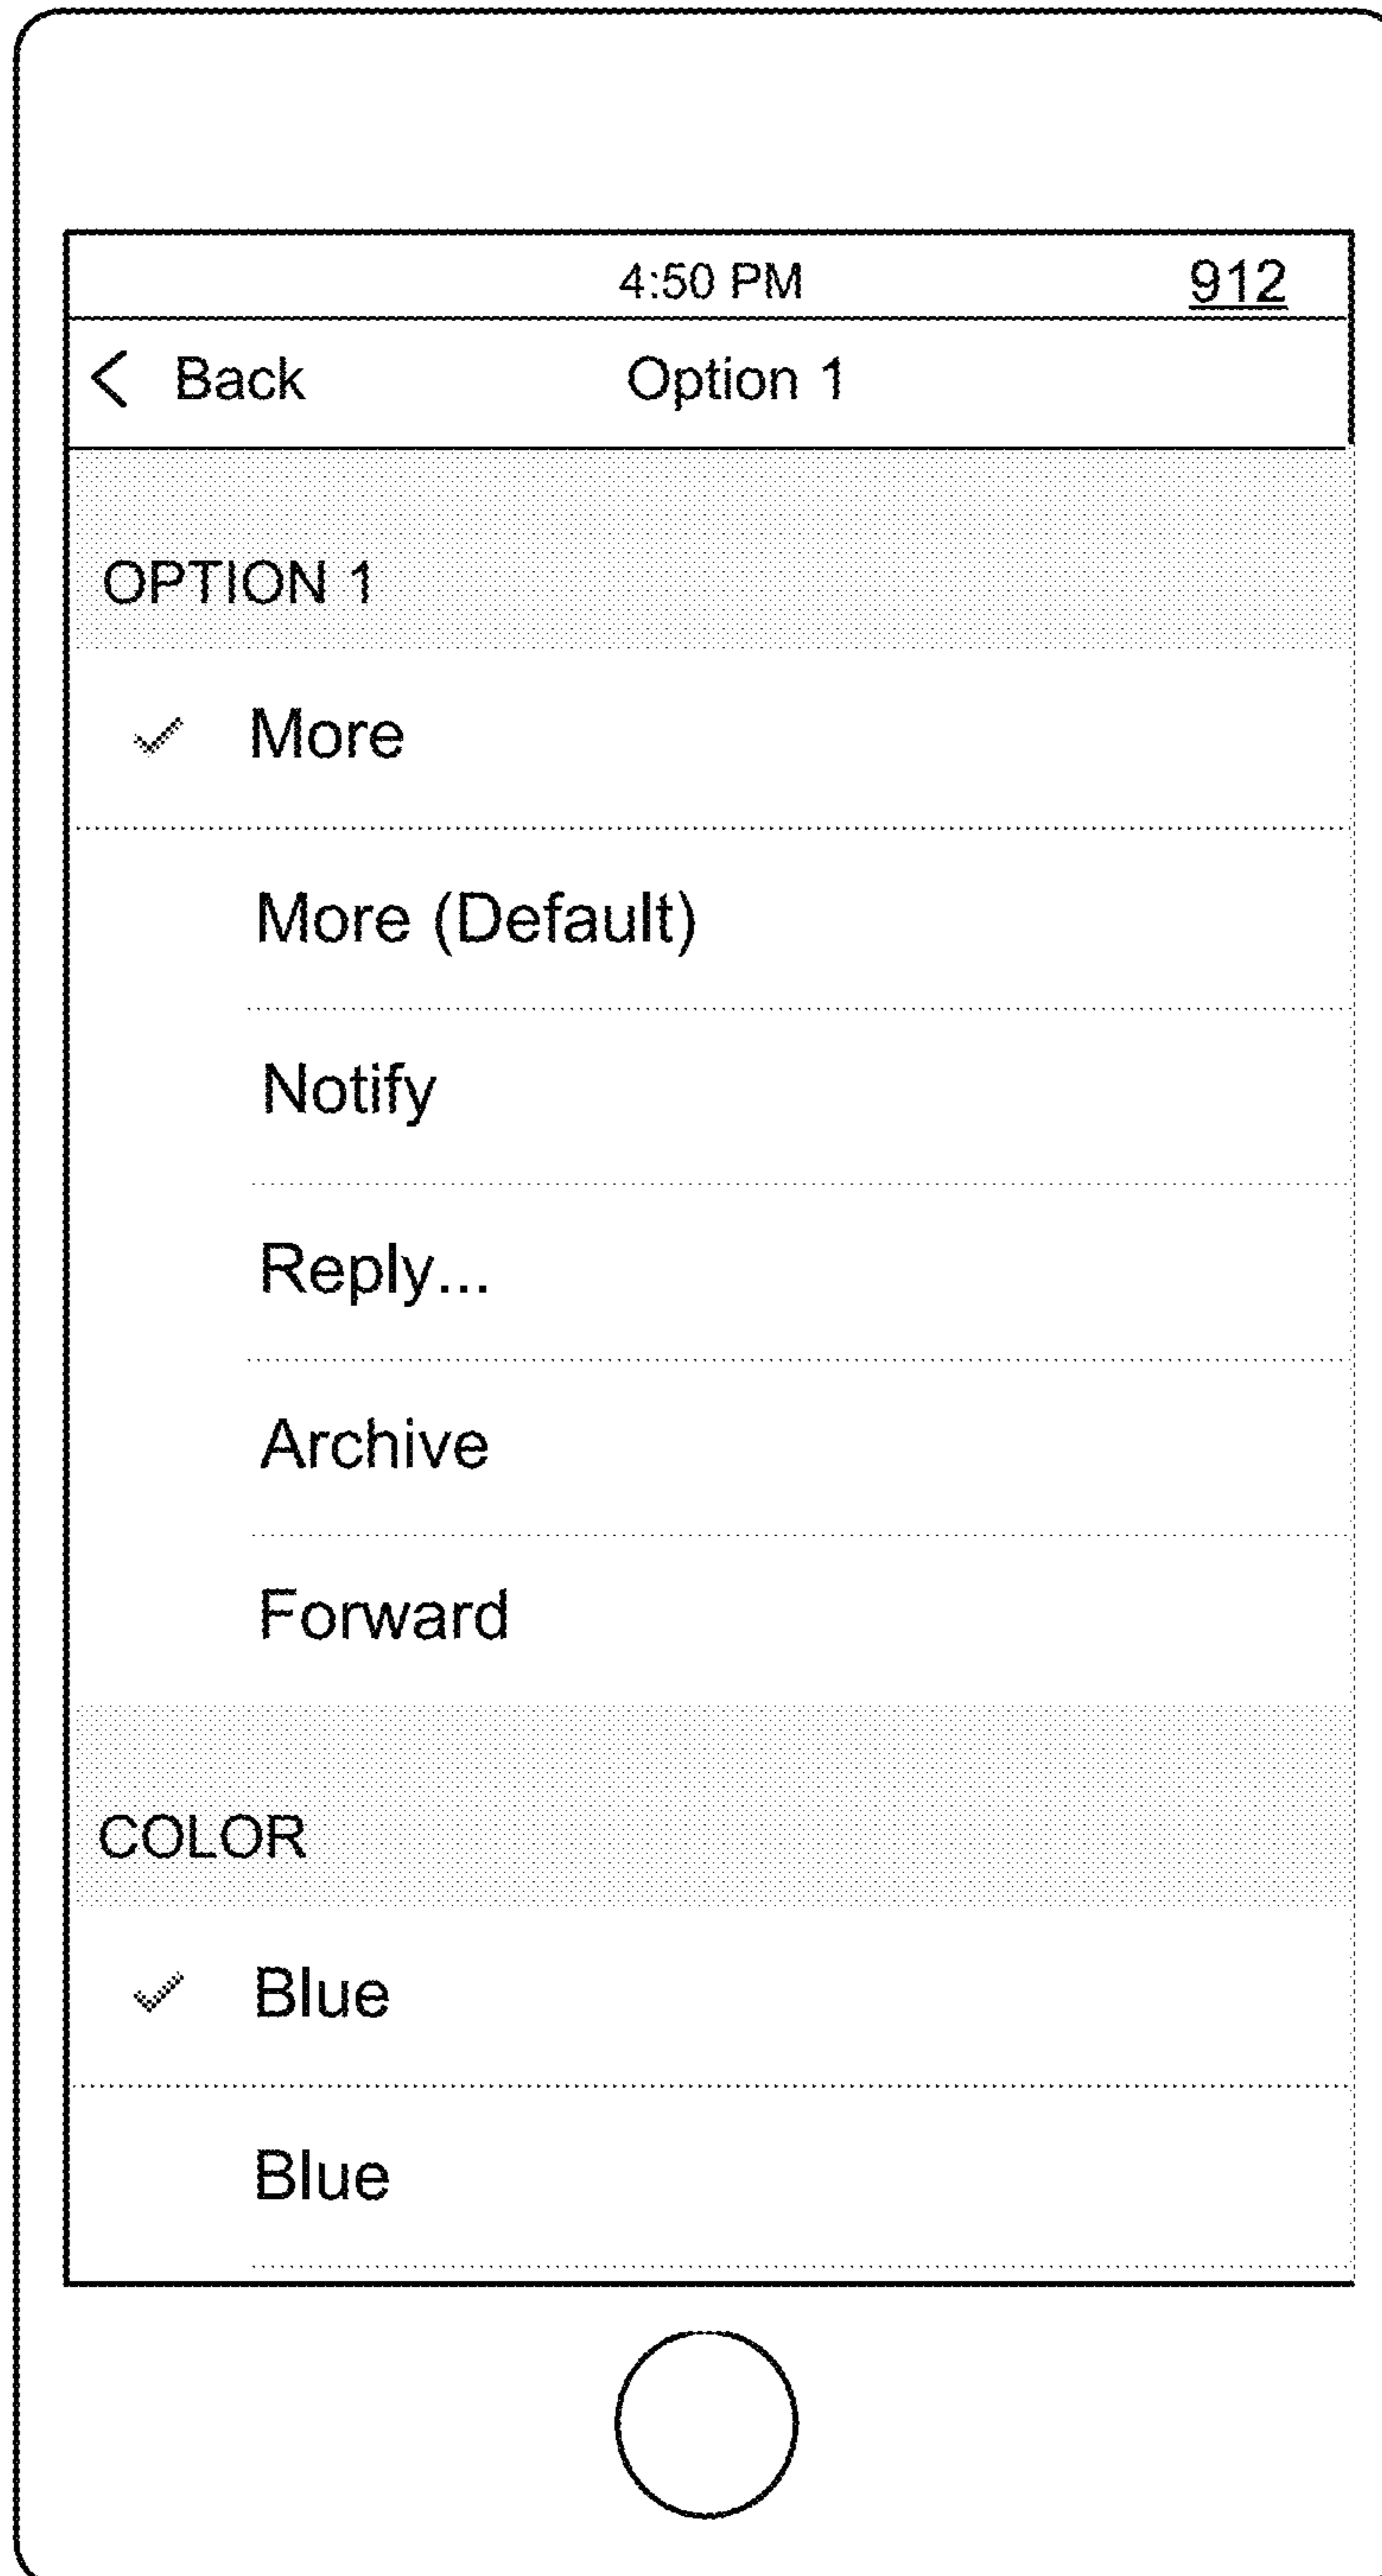 4:50 PM 912
< Back Option 1
OPTION 1
✓ More
More (Default)
Notify
Reply...
Archive
Forward
COLOR
✓ Blue
Blue